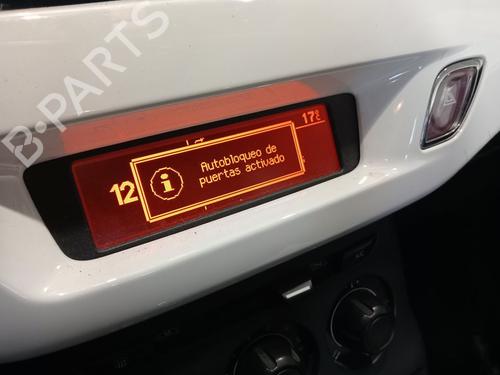 B-PARTS
17°C
12
Autobloqueo de
puertas activado